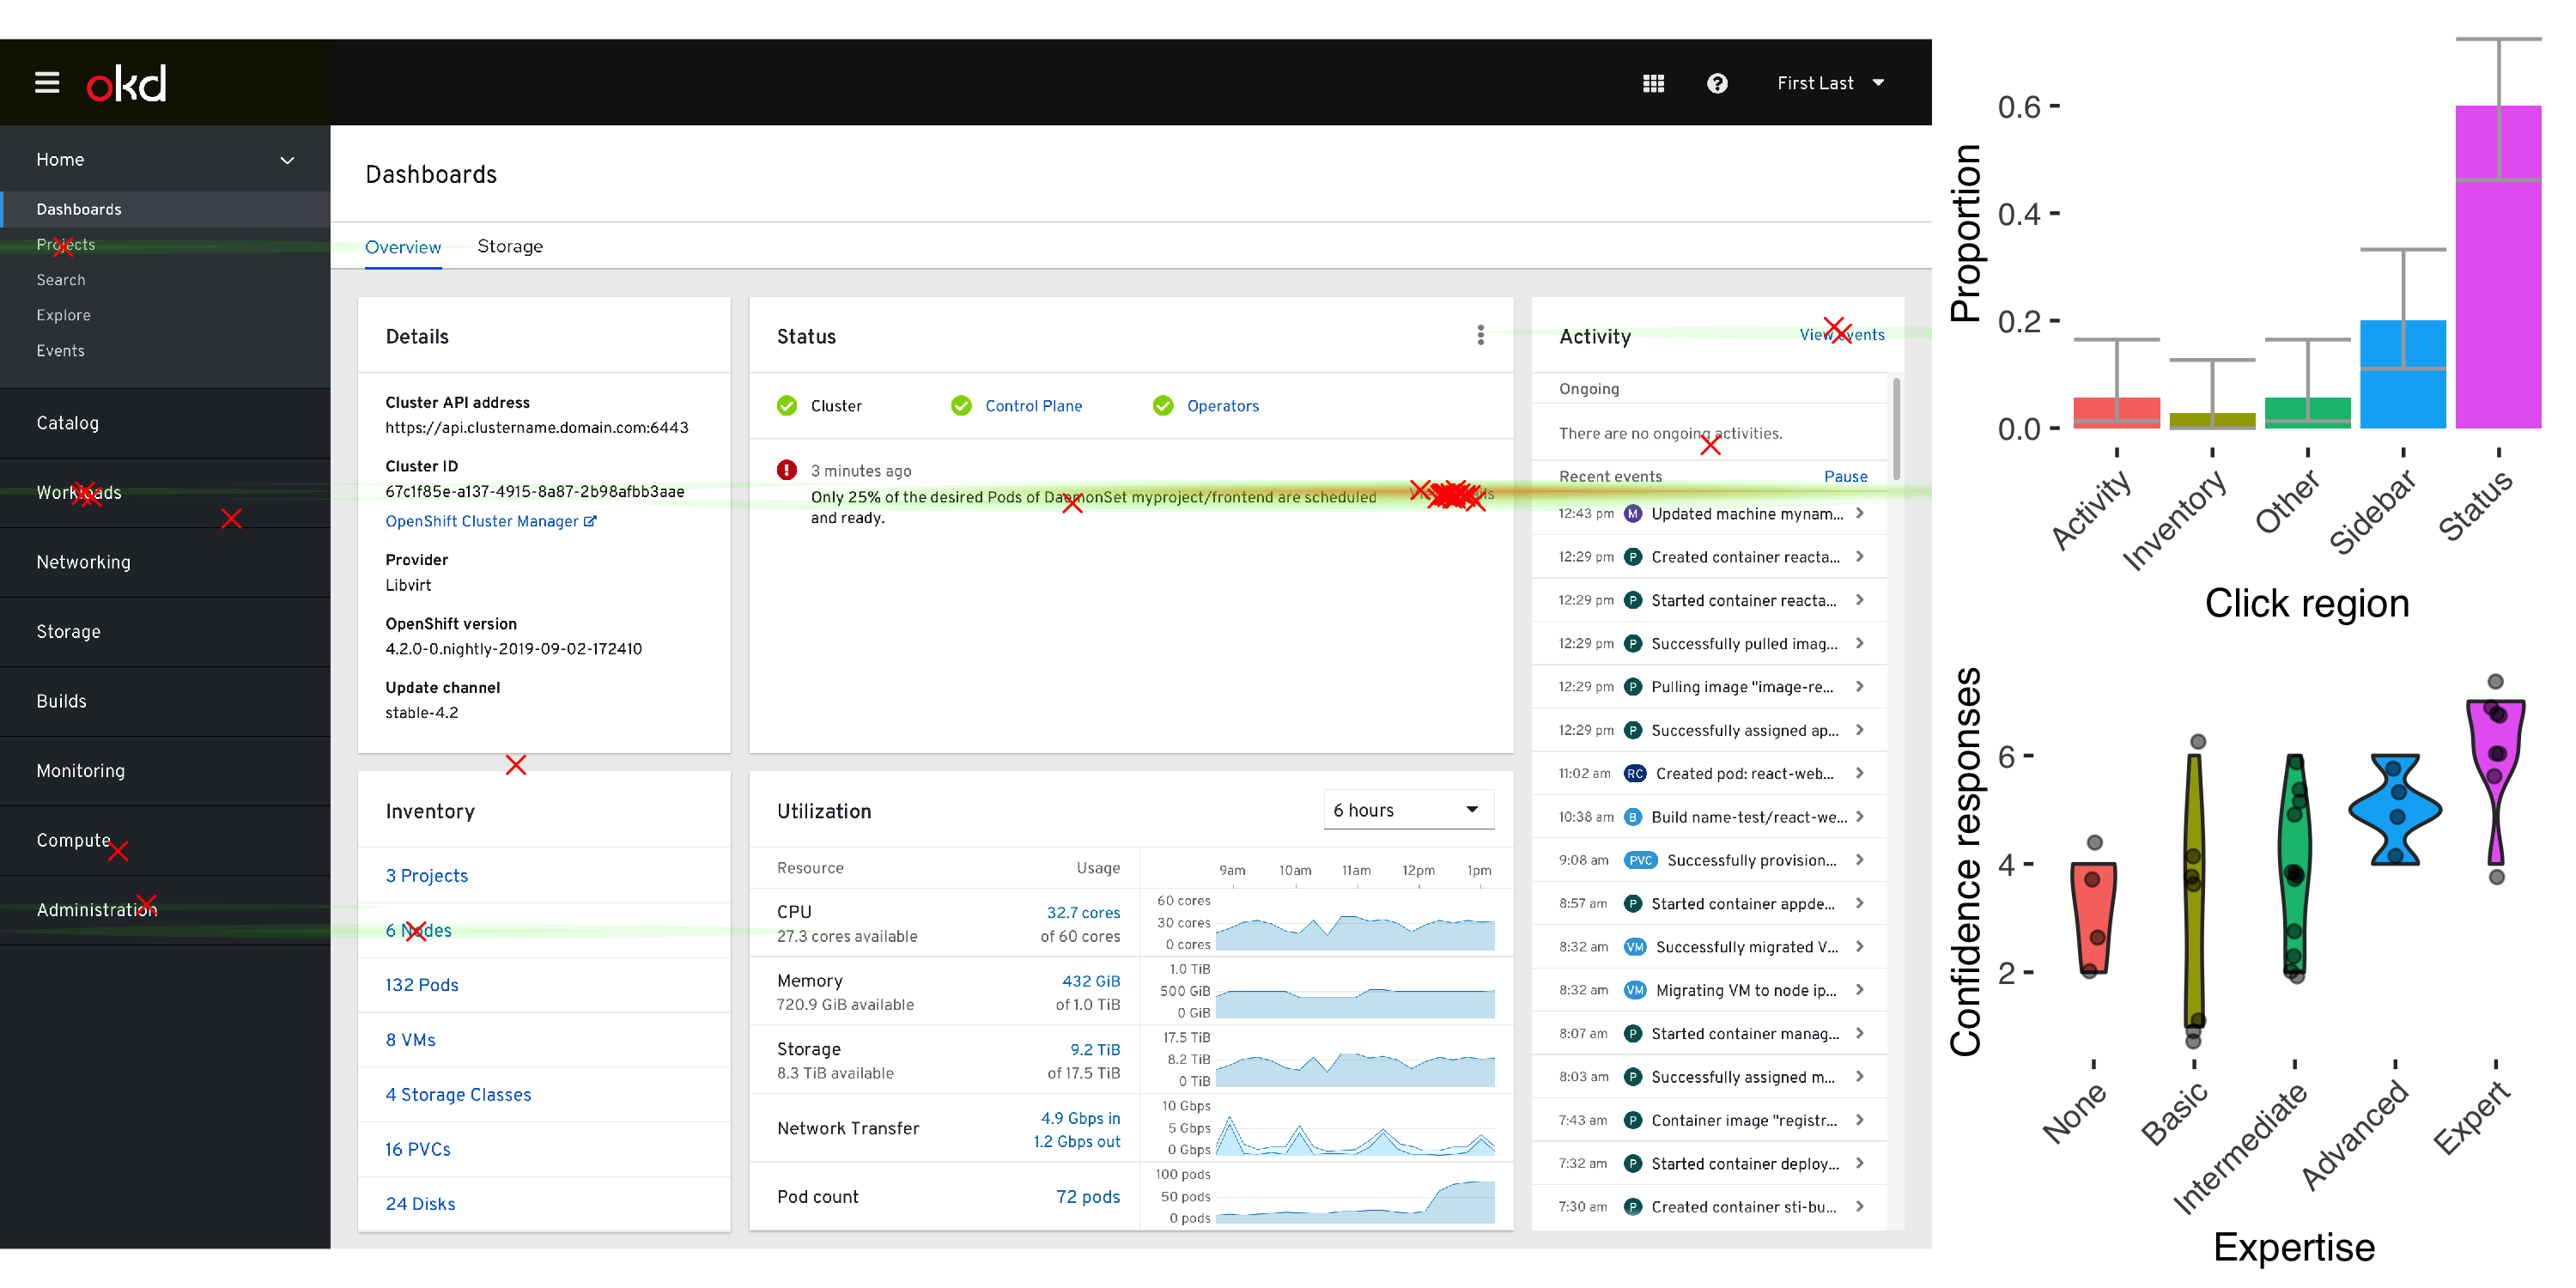 okd
First Last
Home
Dashboards
Projects
Search
Explore
Events
Catalog
Workloads
Networking
Storage
Builds
Monitoring
Compute
Administration
Dashboards
Overview
Storage
Details
Cluster API address
https://api.clustername.domain.com:6443
Cluster ID
67c1f85e-a137-4915-8a87-2b98afbb3aae
OpenShift Cluster Manager
Provider
Libvirt
OpenShift version
4.2.0-0.nightly-2019-09-02-172410
Update channel
stable-4.2
Inventory
3 Projects
6 Nodes
132 Pods
8 VMs
4 Storage Classes
16 PVCs
24 Disks
Status
Cluster
Control Plane
Operators
3 minutes ago
Only 25% of the desired Pods of DaemonSet myproject/frontend are scheduled
and ready.
Utilization
6 hours
Resource
Usage
9am 10am 11am 12pm 1pm
CPU
27.3 cores available
32.7 cores
of 60 cores
60 cores
30 cores
0 cores
Memory
720.9 GiB available
432 GiB
of 1.0 TiB
1.0 TiB
500 GiB
0 GiB
Storage
8.3 TiB available
9.2 TiB
of 17.5 TiB
17.5 TiB
8.2 TiB
0 TiB
Network Transfer
4.9 Gbps in
1.2 Gbps out
10 Gbps
5 Gbps
0 Gbps
Pod count
72 pods
100 pods
50 pods
0 pods
Activity
View events
Ongoing
There are no ongoing activities.
Recent events
Pause
12:43 pm M Updated machine mynam...
12:29 pm P Created container reacta...
12:29 pm P Started container reacta...
12:29 pm P Successfully pulled imag...
12:29 pm P Pulling image "image-re...
12:29 pm P Successfully assigned ap...
11:02 am RC Created pod: react-web...
10:38 am B Build name-test/react-we...
9:08 am PVC Successfully provision...
8:57 am P Started container appde...
8:32 am VM Successfully migrated V...
8:32 am VM Migrating VM to node ip...
8:07 am P Started container manag...
8:03 am P Successfully assigned m...
7:43 am P Container image "registr...
7:32 am P Started container deploy...
7:30 am P Created container sti-bu...
Proportion
0.6
0.4
0.2
0.0
Activity
Inventory
Other
Sidebar
Status
Click region
Confidence responses
6
4
2
None
Basic
Intermediate
Advanced
Expert
Expertise